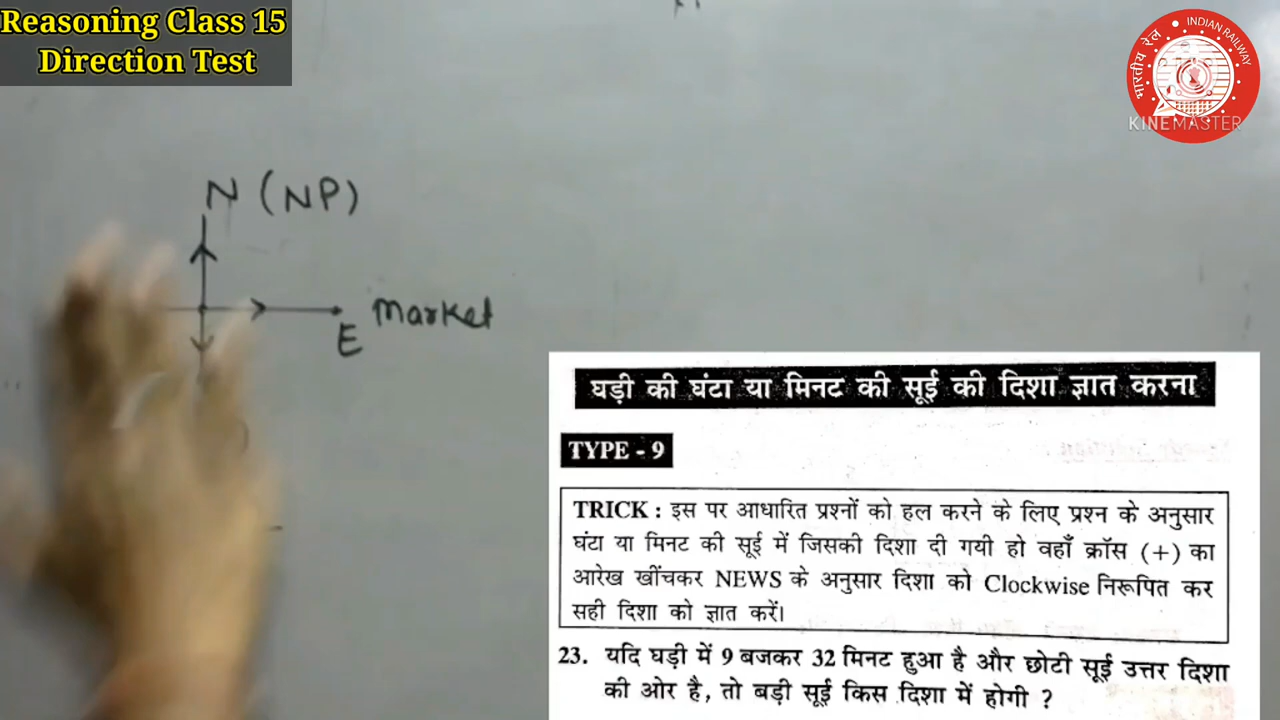 Reasoning Class 15
Direction Test
भारतीय रेल
INDIAN RAILWAY
KINEMASTER
N (NP)
Market
E
घड़ी की घंटा या मिनट की सूई की दिशा ज्ञात करना
TYPE - 9
TRICK : इस पर आधारित प्रश्नों को हल करने के लिए प्रश्न के अनुसार
घंटा या मिनट की सूई में जिसकी दिशा दी गयी हो वहाँ क्रॉस (+) का
आरेख खींचकर NEWS के अनुसार दिशा को Clockwise निरूपित कर
सही दिशा को ज्ञात करें।
23. यदि घड़ी में 9 बजकर 32 मिनट हुआ है और छोटी सूई उत्तर दिशा
की ओर है, तो बड़ी सूई किस दिशा में होगी ?